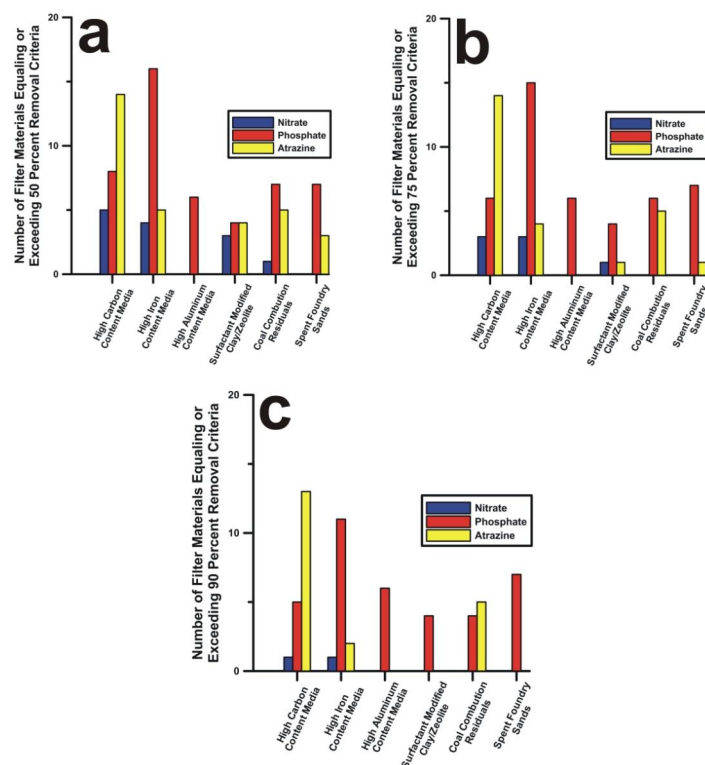 a
20
10
0
Number of Filter Materials Equaling or
Exceeding 50 Percent Removal Criteria
Nitrate
Phosphate
Atrazine
High Carbon
Content Media
High Iron
Content Media
High Aluminum
Content Media
Surfactant Modified
Clay/Zeolite
Coal Combution
Residuals
Spent Foundry
Sands
b
20
10
0
Number of Filter Materials Equaling or
Exceeding 75 Percent Removal Criteria
Nitrate
Phosphate
Atrazine
High Carbon
Content Media
High Iron
Content Media
High Aluminum
Content Media
Surfactant Modified
Clay/Zeolite
Coal Combution
Residuals
Spent Foundry
Sands
c
20
10
0
Number of Filter Materials Equaling or
Exceeding 90 Percent Removal Criteria
Nitrate
Phosphate
Atrazine
High Carbon
Content Media
High Iron
Content Media
High Aluminum
Content Media
Surfactant Modified
Clay/Zeolite
Coal Combution
Residuals
Spent Foundry
Sands